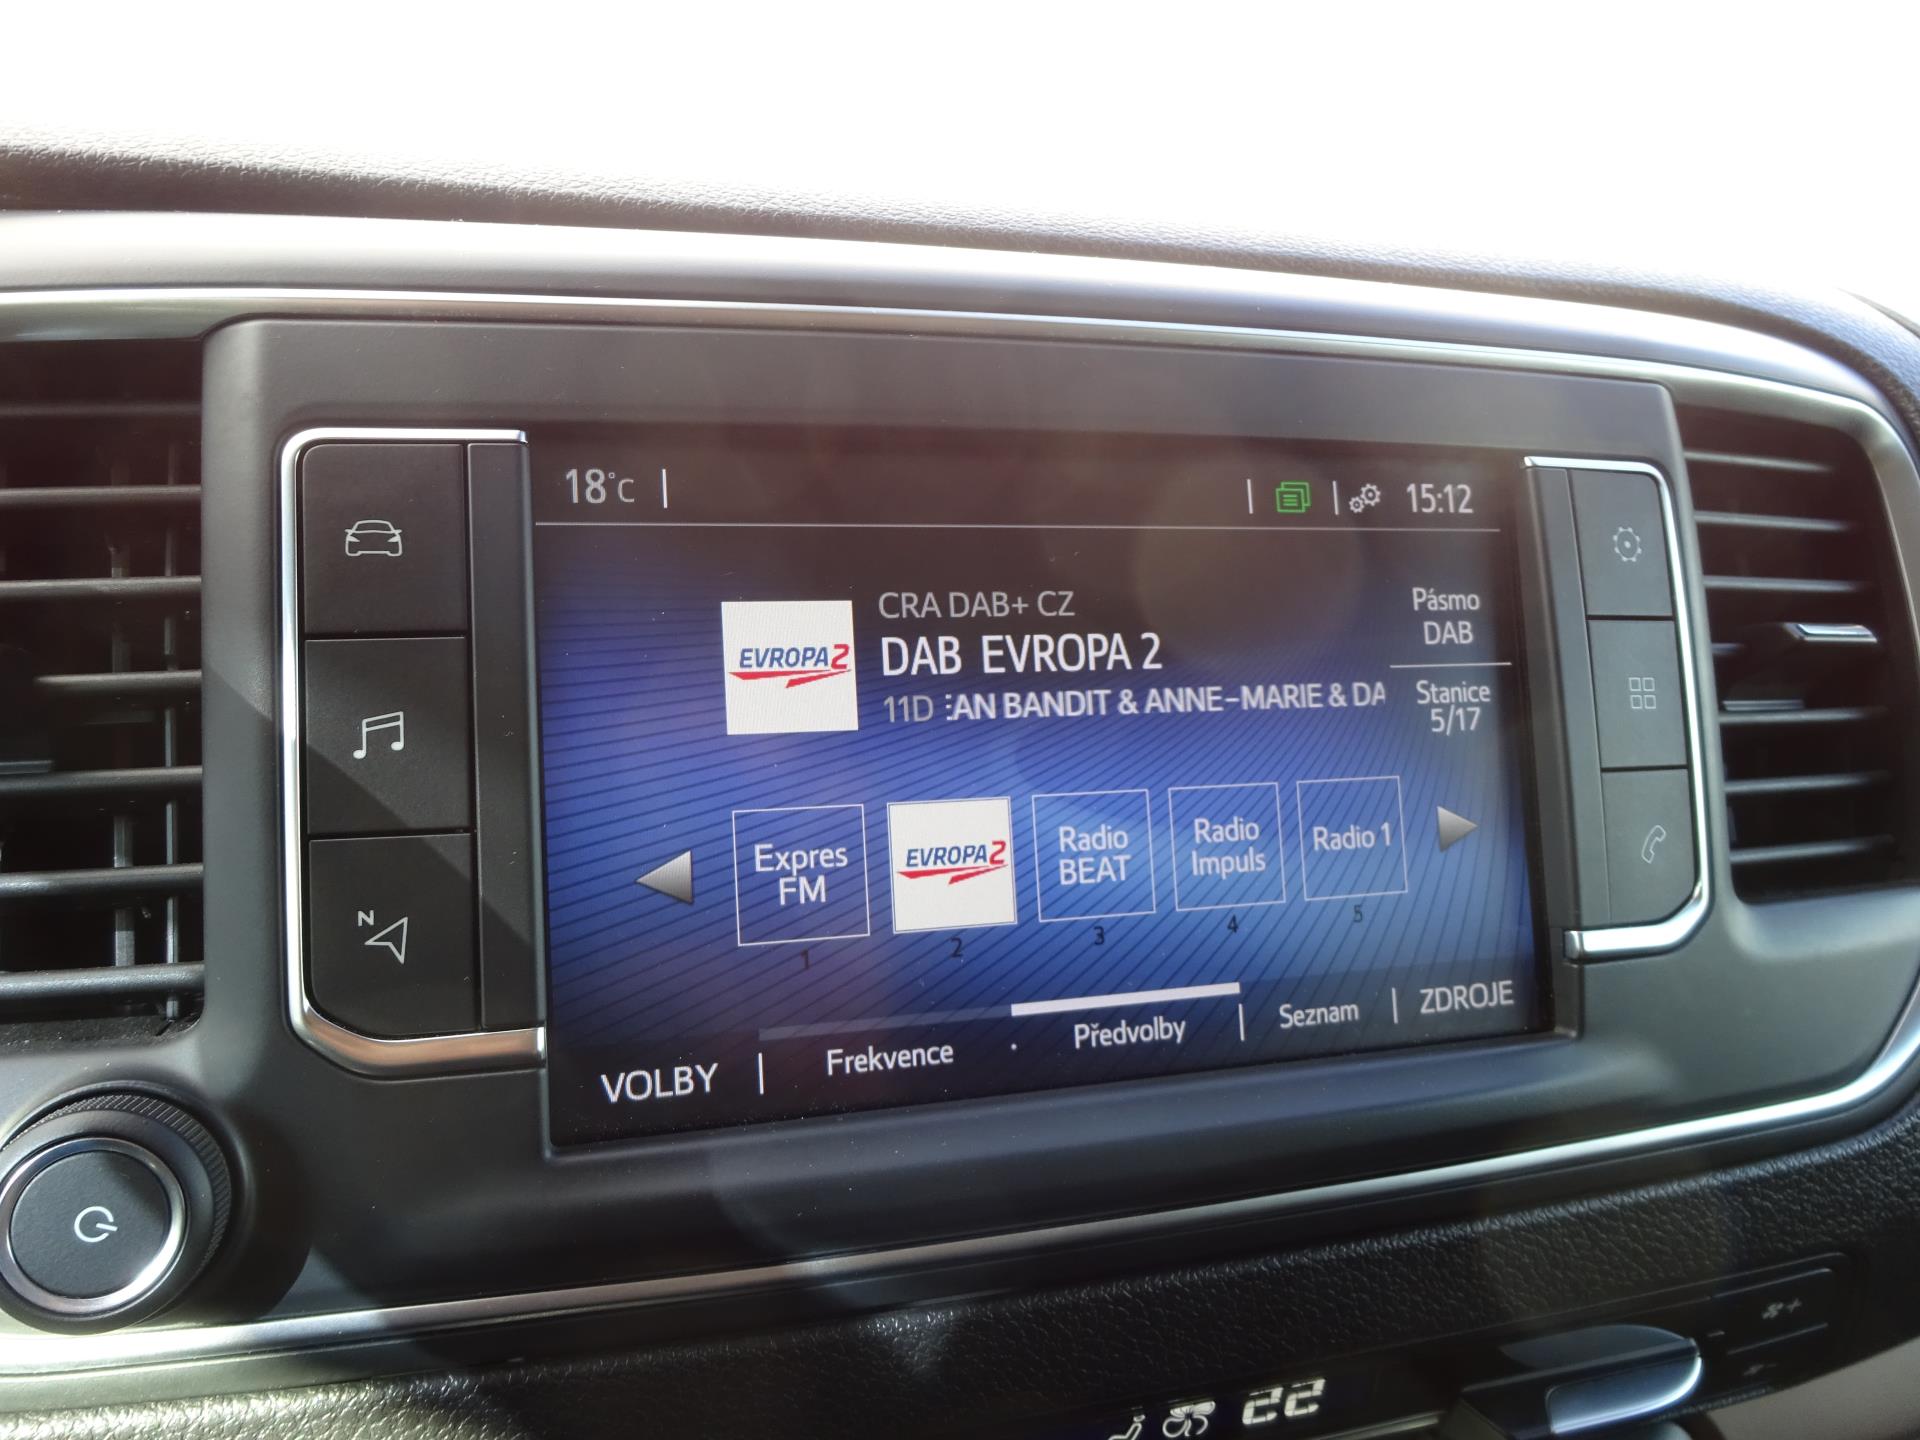 18°C
15:12
CRA DAB+ CZ
DAB EVROPA 2
11D EAN BANDIT & ANNE-MARIE & DA
EVROPA 2
Pásmo
DAB
Stanice
5/17
Expres
FM
EVROPA 2
Radio
BEAT
Radio
Impuls
Radio 1
1
2
3
4
5
VOLBY
Frekvence
Předvolby
Seznam
ZDROJE
N
22